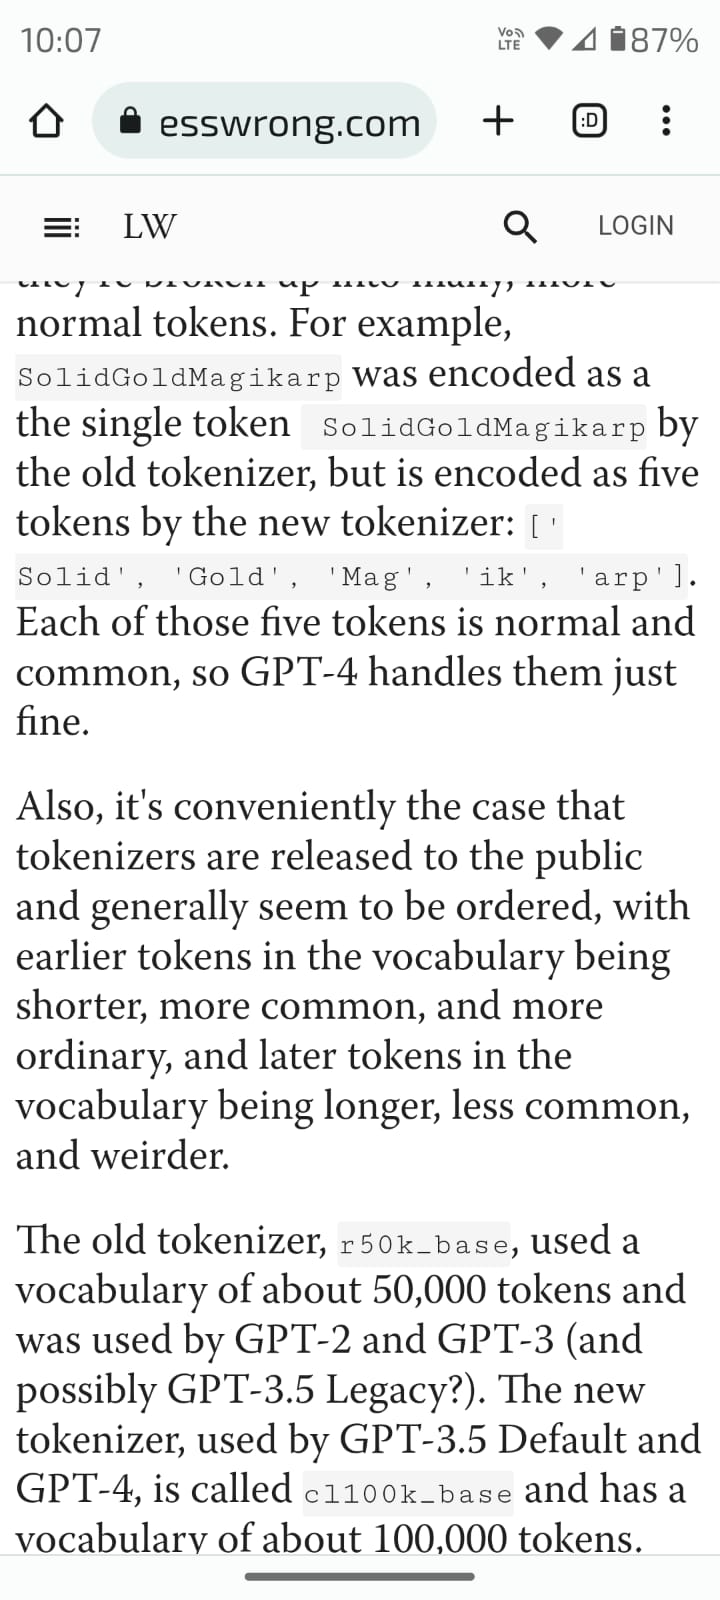 10:07 Vo)) LTE 87%
esswrong.com :D
LW LOGIN
they're broken up into many, more
normal tokens. For example,
SolidGoldMagikarp was encoded as a
the single token  SolidGoldMagikarp by
the old tokenizer, but is encoded as five
tokens by the new tokenizer: ['
Solid', 'Gold', 'Mag', 'ik', 'arp'].
Each of those five tokens is normal and
common, so GPT-4 handles them just
fine.
Also, it's conveniently the case that
tokenizers are released to the public
and generally seem to be ordered, with
earlier tokens in the vocabulary being
shorter, more common, and more
ordinary, and later tokens in the
vocabulary being longer, less common,
and weirder.
The old tokenizer, r50k_base, used a
vocabulary of about 50,000 tokens and
was used by GPT-2 and GPT-3 (and
possibly GPT-3.5 Legacy?). The new
tokenizer, used by GPT-3.5 Default and
GPT-4, is called cl100k_base and has a
vocabulary of about 100,000 tokens.